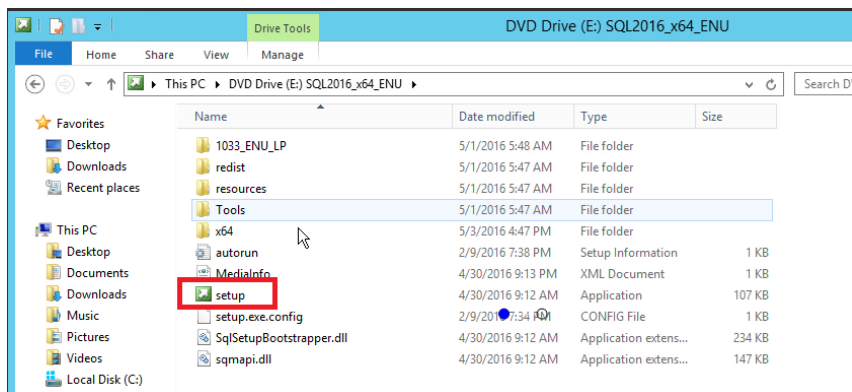 Drive Tools DVD Drive (E:) SQL2016_x64_ENU
File Home Share View Manage
This PC DVD Drive (E:) SQL2016_x64_ENU Search D
Favorites
Desktop
Downloads
Recent places
This PC
Desktop
Documents
Downloads
Music
Pictures
Videos
Local Disk (C:)
Name Date modified Type Size
1033_ENU_LP 5/1/2016 5:48 AM File folder
redist 5/1/2016 5:47 AM File folder
resources 5/1/2016 5:47 AM File folder
Tools 5/1/2016 5:47 AM File folder
x64 5/3/2016 4:47 PM File folder
autorun 2/9/2016 7:38 PM Setup Information 1 KB
MediaInfo 4/30/2016 9:13 PM XML Document 1 KB
setup 4/30/2016 9:12 AM Application 107 KB
setup.exe.config 2/9/2016 7:34 PM CONFIG File 1 KB
SqlSetupBootstrapper.dll 4/30/2016 9:12 AM Application extens... 234 KB
sqmapi.dll 4/30/2016 9:12 AM Application extens... 147 KB